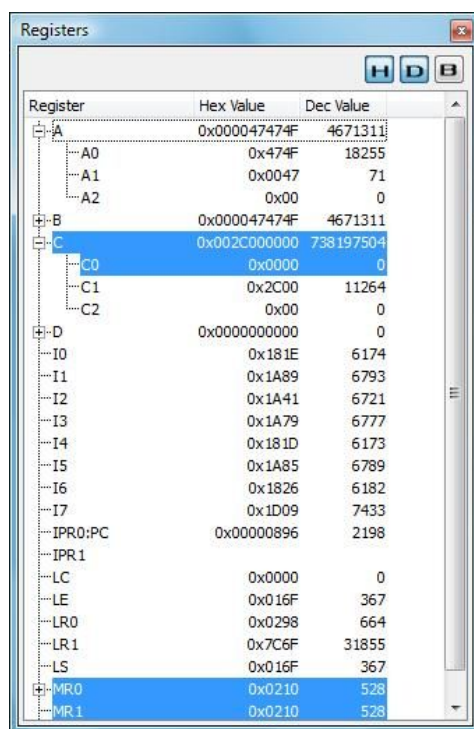 Registers
H D B
Register Hex Value Dec Value
A 0x000047474F 4671311
A0 0x474F 18255
A1 0x0047 71
A2 0x00 0
B 0x000047474F 4671311
C 0x002C000000 738197504
C0 0x0000 0
C1 0x2C00 11264
C2 0x00 0
D 0x0000000000 0
I0 0x181E 6174
I1 0x1A89 6793
I2 0x1A41 6721
I3 0x1A79 6777
I4 0x181D 6173
I5 0x1A85 6789
I6 0x1826 6182
I7 0x1D09 7433
IPR0:PC 0x00000896 2198
IPR1
LC 0x0000 0
LE 0x016F 367
LR0 0x0298 664
LR1 0x7C6F 31855
LS 0x016F 367
MR0 0x0210 528
MR1 0x0210 528